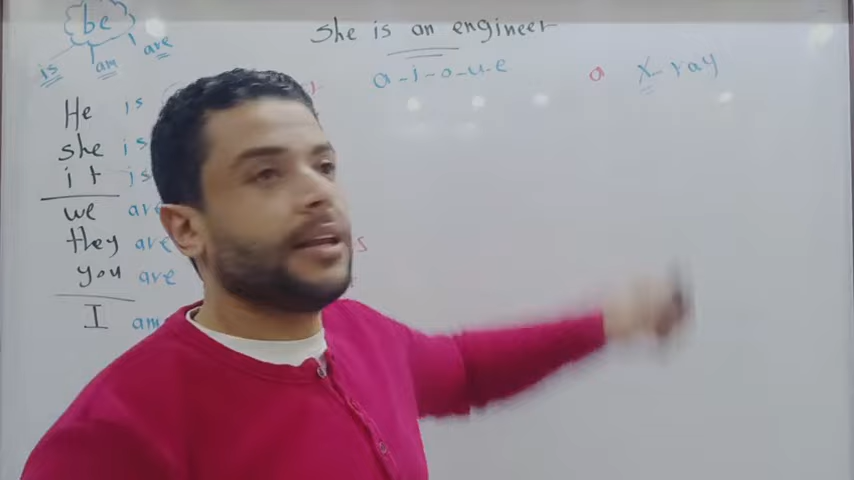 be
is am are
She is an engineer
a-i-o-u-e
a x-ray
He is
she is
it is
we are
they are
you are
I am
s